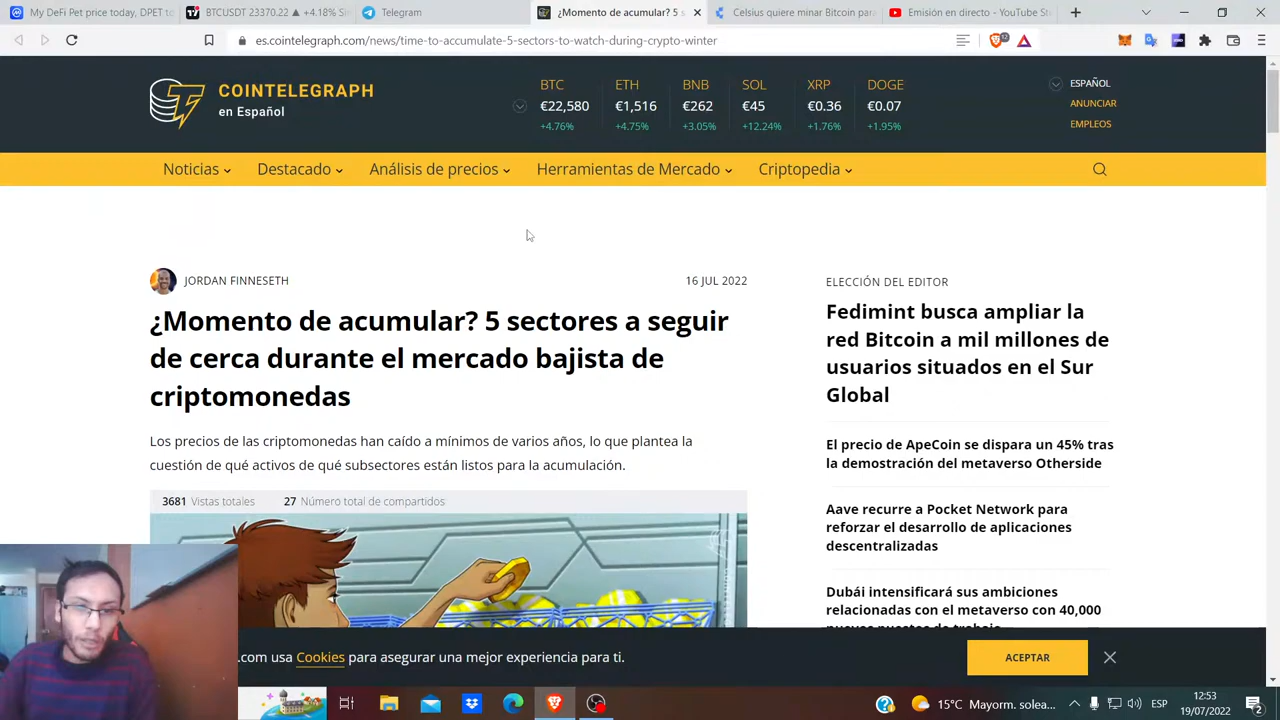 My DeFi Pet precio, DPET to
BTCUSDT 23370.22 ▲ +4.18% Sin
Telegram
¿Momento de acumular? 5 s
Celsius quiere minar Bitcoin para
Emisión en directo - YouTube St
es.cointelegraph.com/news/time-to-accumulate-5-sectors-to-watch-during-crypto-winter
12
COINTELEGRAPH
en Español
BTC ETH BNB SOL XRP DOGE
€22,580 €1,516 €262 €45 €0.36 €0.07
+4.76% +4.75% +3.05% +12.24% +1.76% +1.95%
ESPAÑOL
ANUNCIAR
EMPLEOS
Noticias Destacado Análisis de precios Herramientas de Mercado Criptopedia
JORDAN FINNESETH
16 JUL 2022
¿Momento de acumular? 5 sectores a seguir
de cerca durante el mercado bajista de
criptomonedas
Los precios de las criptomonedas han caído a mínimos de varios años, lo que plantea la
cuestión de qué activos de qué subsectores están listos para la acumulación.
3681 Vistas totales 27 Número total de compartidos
ELECCIÓN DEL EDITOR
Fedimint busca ampliar la
red Bitcoin a mil millones de
usuarios situados en el Sur
Global
El precio de ApeCoin se dispara un 45% tras
la demostración del metaverso Otherside
Aave recurre a Pocket Network para
reforzar el desarrollo de aplicaciones
descentralizadas
Dubái intensificará sus ambiciones
relacionadas con el metaverso con 40,000
nuevos puestos de trabajo
.com usa Cookies para asegurar una mejor experiencia para ti.
ACEPTAR
15°C Mayorm. solea...
ESP
12:53
19/07/2022
2